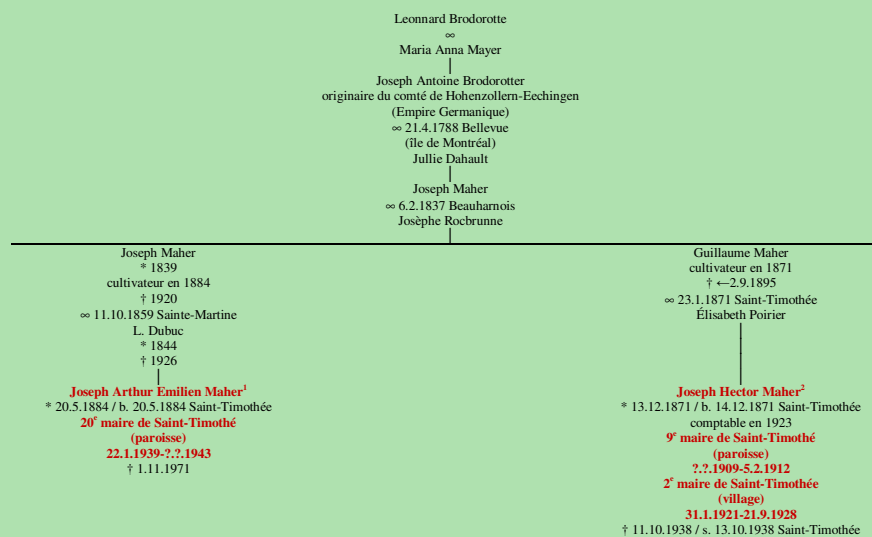 Leonnard Brodorotte
∞
Maria Anna Mayer
Joseph Antoine Brodorotter
originaire du comté de Hohenzollern-Eechingen
(Empire Germanique)
∞ 21.4.1788 Bellevue
(île de Montréal)
Jullie Dahault
Joseph Maher
∞ 6.2.1837 Beauharnois
Josèphe Rocbrunne
Joseph Maher
* 1839
cultivateur en 1884
† 1920
∞ 11.10.1859 Sainte-Martine
L. Dubuc
* 1844
† 1926
Joseph Arthur Emilien Maher¹
* 20.5.1884 / b. 20.5.1884 Saint-Timothée
20e maire de Saint-Timothé
(paroisse)
22.1.1939-?.?.1943
† 1.11.1971
Guillaume Maher
cultivateur en 1871
† ←2.9.1895
∞ 23.1.1871 Saint-Timothée
Élisabeth Poirier
Joseph Hector Maher²
* 13.12.1871 / b. 14.12.1871 Saint-Timothée
comptable en 1923
9e maire de Saint-Timothé
(paroisse)
?.?.1909-5.2.1912
2e maire de Saint-Timothée
(village)
31.1.1921-21.9.1928
† 11.10.1938 / s. 13.10.1938 Saint-Timothée